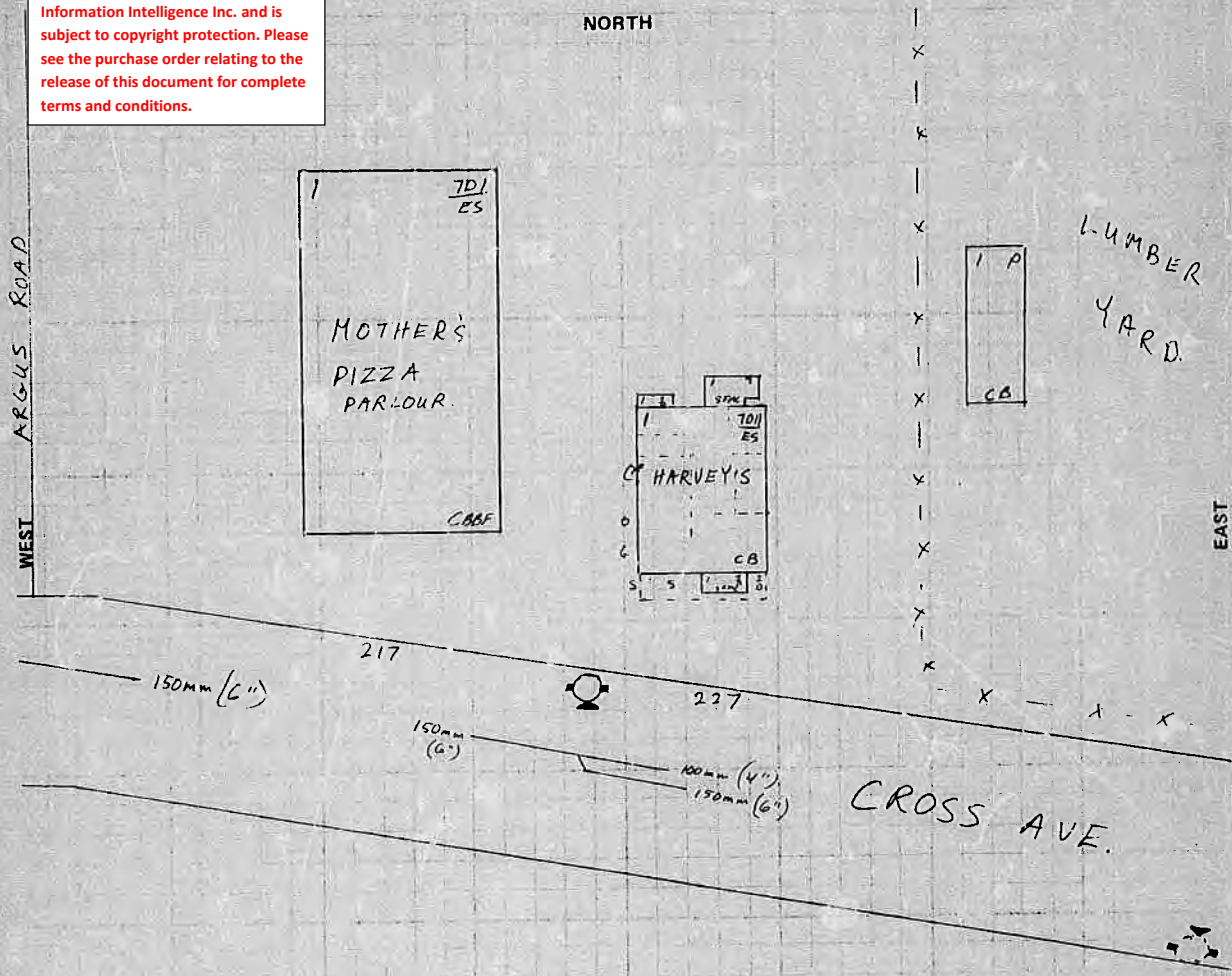 Information Intelligence Inc. and is
subject to copyright protection. Please
see the purchase order relating to the
release of this document for complete
terms and conditions.
NORTH
WEST
ARGUS ROAD
1
7D1.
ES
MOTHER'S
PIZZA
PARLOUR.
CBBF
1
1
7D1
ES
HARVEY'S
CB
S
1
1 P
CB
LUMBER
YARD.
EAST
217
227
150mm (6")
150mm
(6")
100mm (4")
150mm (6")
CROSS AVE.